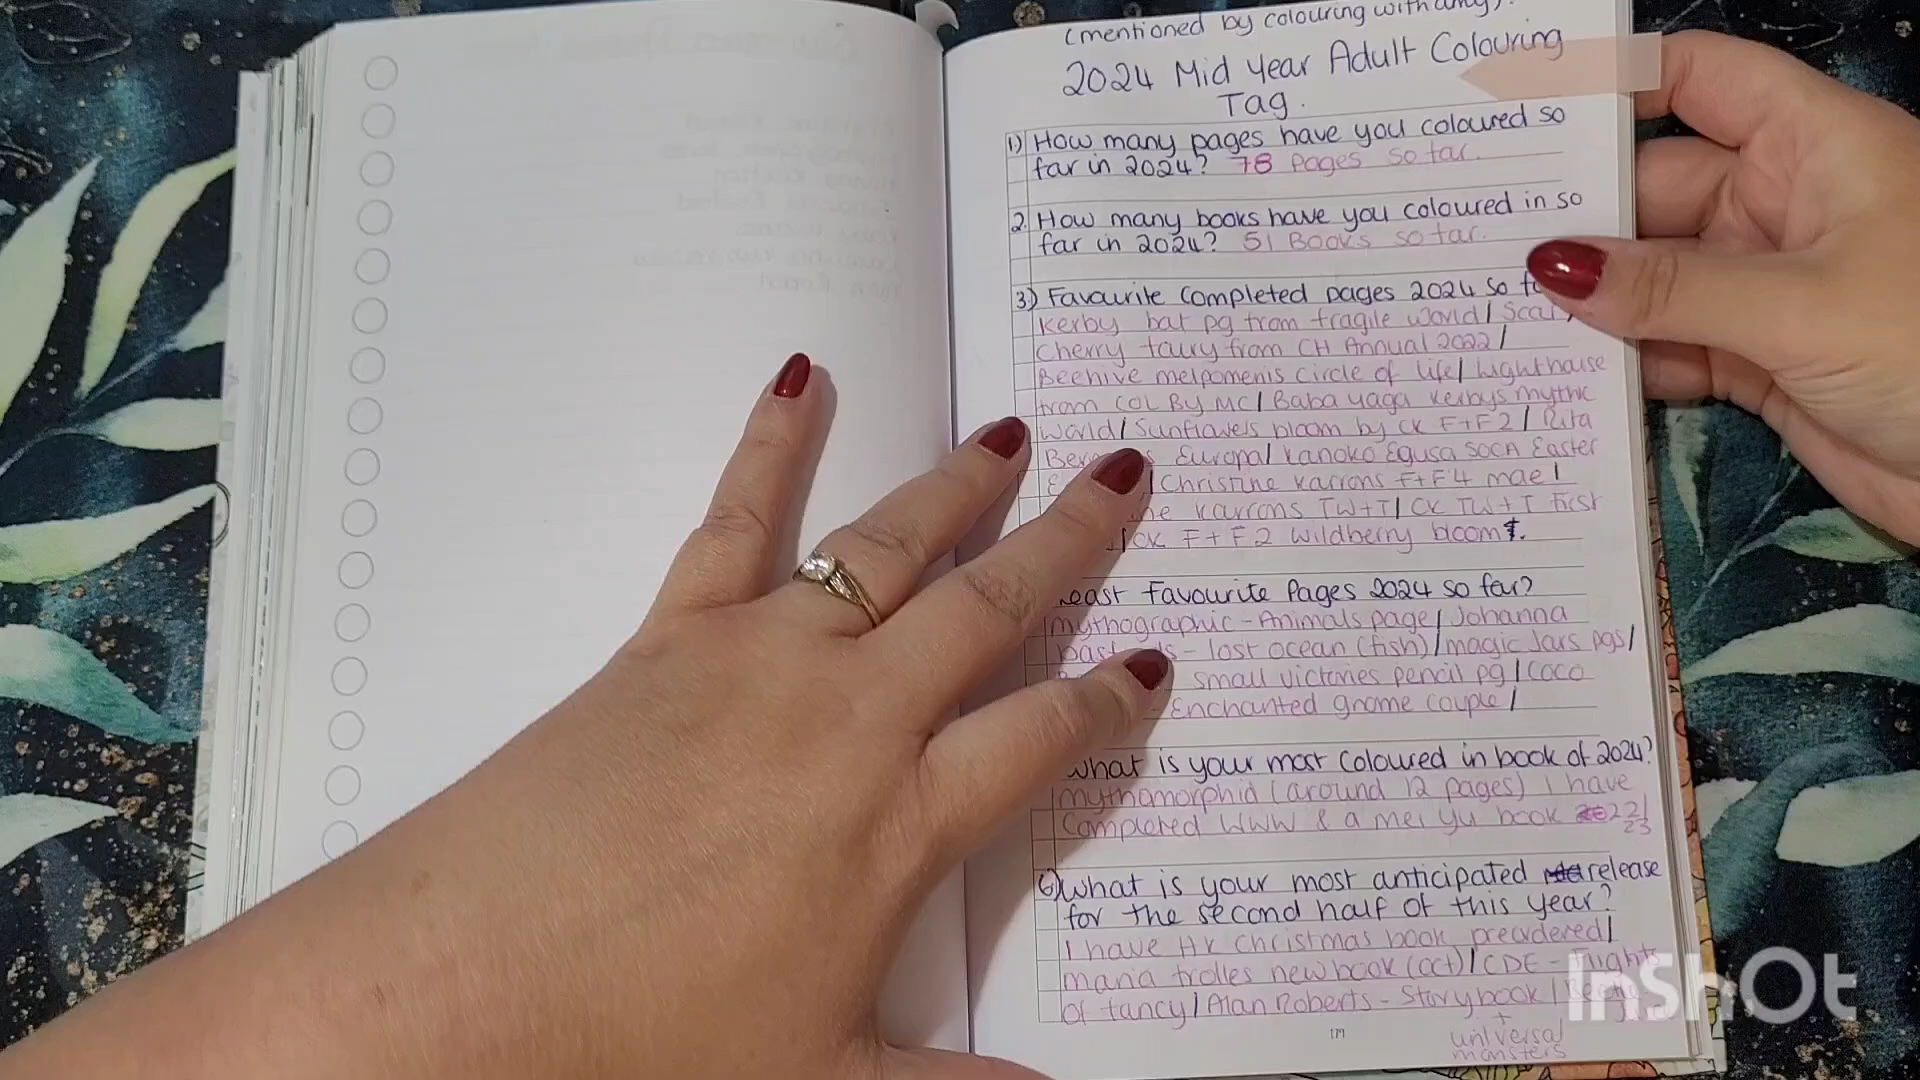 (mentioned by colouring with amy).
2024 Mid Year Adult Colouring
Tag.
1) How many pages have you coloured so
far in 2024? 78 pages so far.
2. How many books have you coloured in so
far in 2024? 51 Books so far.
3) Favourite completed pages 2024 so
kerby bat pg from fragile world/
cherry fairy from CH Annual 2022/
Beehive melpomenis circle of life/ Lighthouse
from COL By MC/ Baba yaga kerbys mythic
world/ Sunflowers bloom by CK F+F 2/ Rita
Europa/ Kanoko Egusa SOCA Easter
/ Christine karrons F+F 4 mae/
karrons TW+T/ CK TW+T first
/ CK F+F 2 wildberry bloom.
Least Favourite Pages 2024 so far?
mythographic - Animals page/ Johanna
- lost ocean (fish)/ magic Jars pgs/
small victories pencil pg/ Coco
Enchanted gnome couple/
What is your most coloured in book of 2024?
mythomorphia (around 12 pages) I have
Completed WWW & a mei yu book 22/
23
6) What is your most anticipated release
for the second half of this year?
I have HK christmas book preordered/
maria trolles new book (oct)/ CDE - Flights
of fancy/ Alan Roberts - Storybook/
+
universal
monsters
179
InShOt